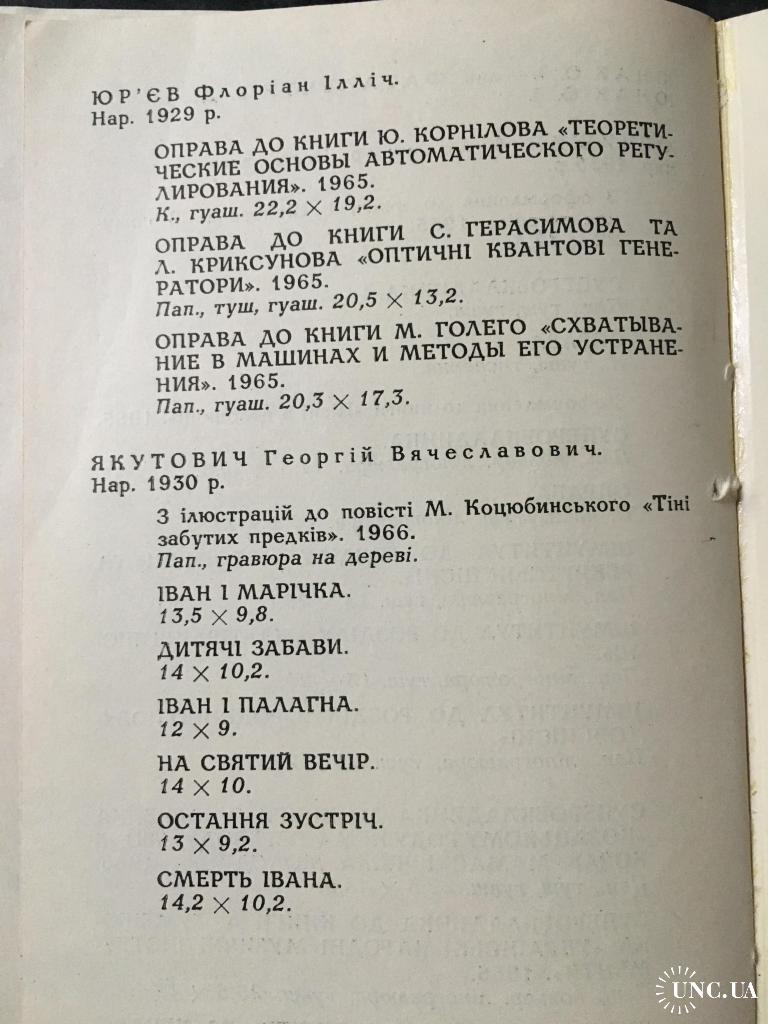 ЮР'ЄВ Флоріан Ілліч.
Нар. 1929 р.
ОПРАВА ДО КНИГИ Ю. КОРНІЛОВА «ТЕОРЕТИ-
ЧЕСКИЕ ОСНОВЫ АВТОМАТИЧЕСКОГО РЕГУ-
ЛИРОВАНИЯ». 1965.
К., гуаш. 22,2 × 19,2.
ОПРАВА ДО КНИГИ С. ГЕРАСИМОВА ТА
Л. КРИКСУНОВА «ОПТИЧНІ КВАНТОВІ ГЕНЕ-
РАТОРИ». 1965.
Пап., туш, гуаш. 20,5 × 13,2.
ОПРАВА ДО КНИГИ М. ГОЛЕГО «СХВАТЫВА-
НИЕ В МАШИНАХ И МЕТОДЫ ЕГО УСТРАНЕ-
НИЯ». 1965.
Пап., гуаш. 20,3 × 17,3.
ЯКУТОВИЧ Георгій Вячеславович.
Нар. 1930 р.
З ілюстрацій до повісті М. Коцюбинського «Тіні
забутих предків». 1966.
Пап., гравюра на дереві.
ІВАН І МАРІЧКА.
13,5 × 9,8.
ДИТЯЧІ ЗАБАВИ.
14 × 10,2.
ІВАН І ПАЛАГНА.
12 × 9.
НА СВЯТИЙ ВЕЧІР.
14 × 10.
ОСТАННЯ ЗУСТРІЧ.
13 × 9,2.
СМЕРТЬ ІВАНА.
14,2 × 10,2.
UNC.UA